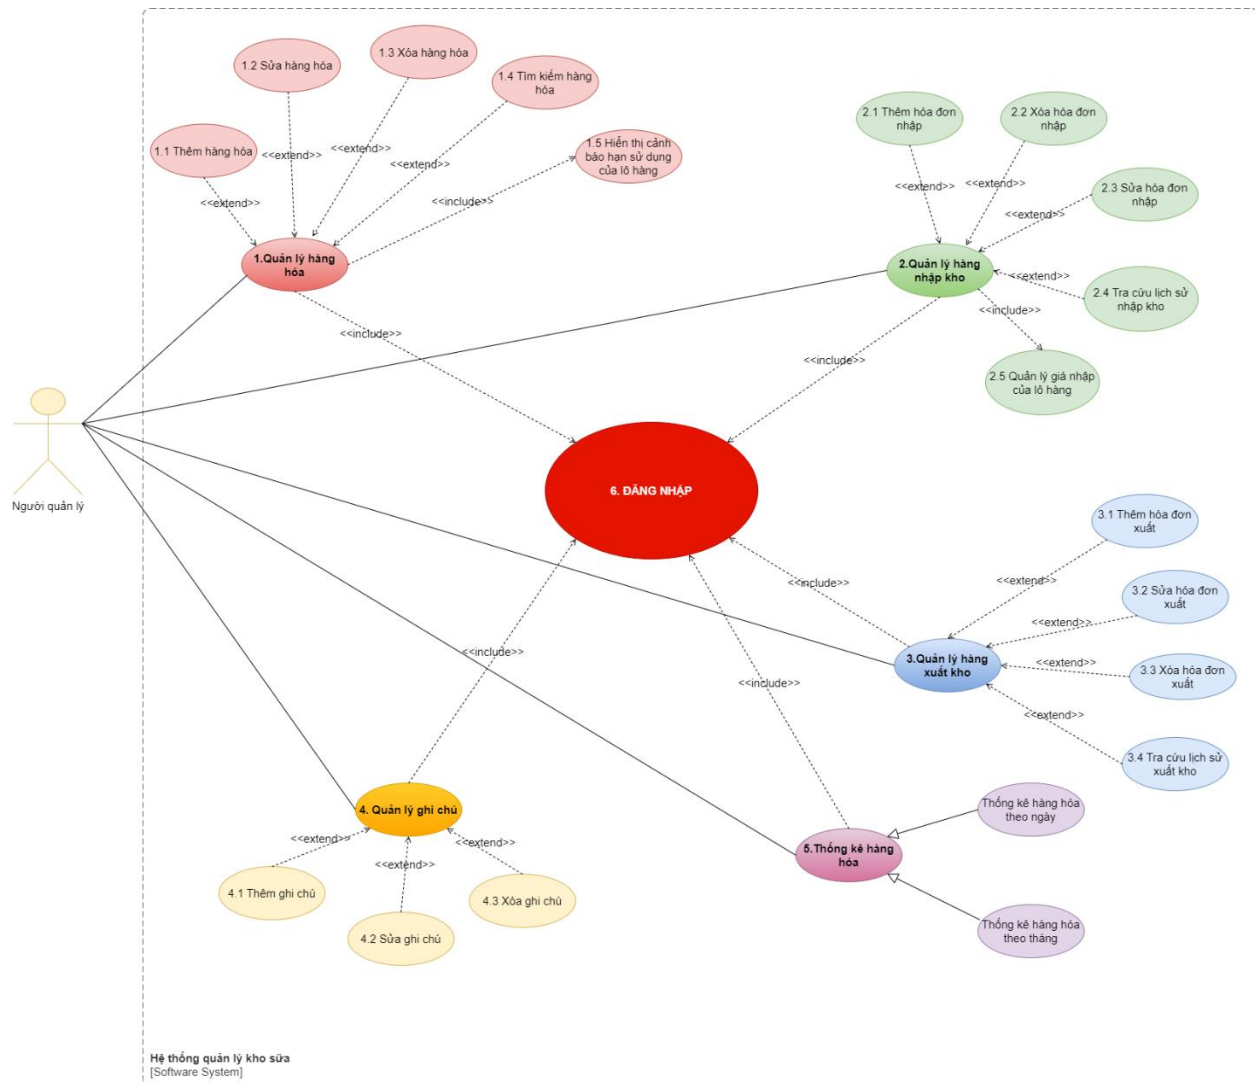 1.3 Xóa hàng hóa
1.2 Sửa hàng hóa
1.4 Tìm kiếm hàng
hóa
1.1 Thêm hàng hóa
1.5 Hiển thị cảnh
báo hạn sử dụng
của lô hàng
<<extend>>
<<extend>>
<<extend>>
<<extend>>
<<include>>
1.Quản lý hàng
hóa
<<include>>
2.1 Thêm hóa đơn
nhập
2.2 Xóa hóa đơn
nhập
2.3 Sửa hóa đơn
nhập
2.4 Tra cứu lịch sử
nhập kho
2.5 Quản lý giá nhập
của lô hàng
<<extend>>
<<extend>>
<<extend>>
<<extend>>
<<include>>
2.Quản lý hàng
nhập kho
<<include>>
Người quản lý
6. ĐĂNG NHẬP
3.1 Thêm hóa đơn
xuất
3.2 Sửa hóa đơn
xuất
3.3 Xóa hóa đơn
xuất
3.4 Tra cứu lịch sử
xuất kho
<<extend>>
<<extend>>
<<extend>>
<<extend>>
<<include>>
3.Quản lý hàng
xuất kho
<<include>>
<<include>>
4. Quản lý ghi chú
<<extend>>
<<extend>>
<<extend>>
4.1 Thêm ghi chú
4.2 Sửa ghi chú
4.3 Xóa ghi chú
5.Thống kê hàng
hóa
Thống kê hàng hóa
theo ngày
Thống kê hàng hóa
theo tháng
Hệ thống quản lý kho sữa
[Software System]